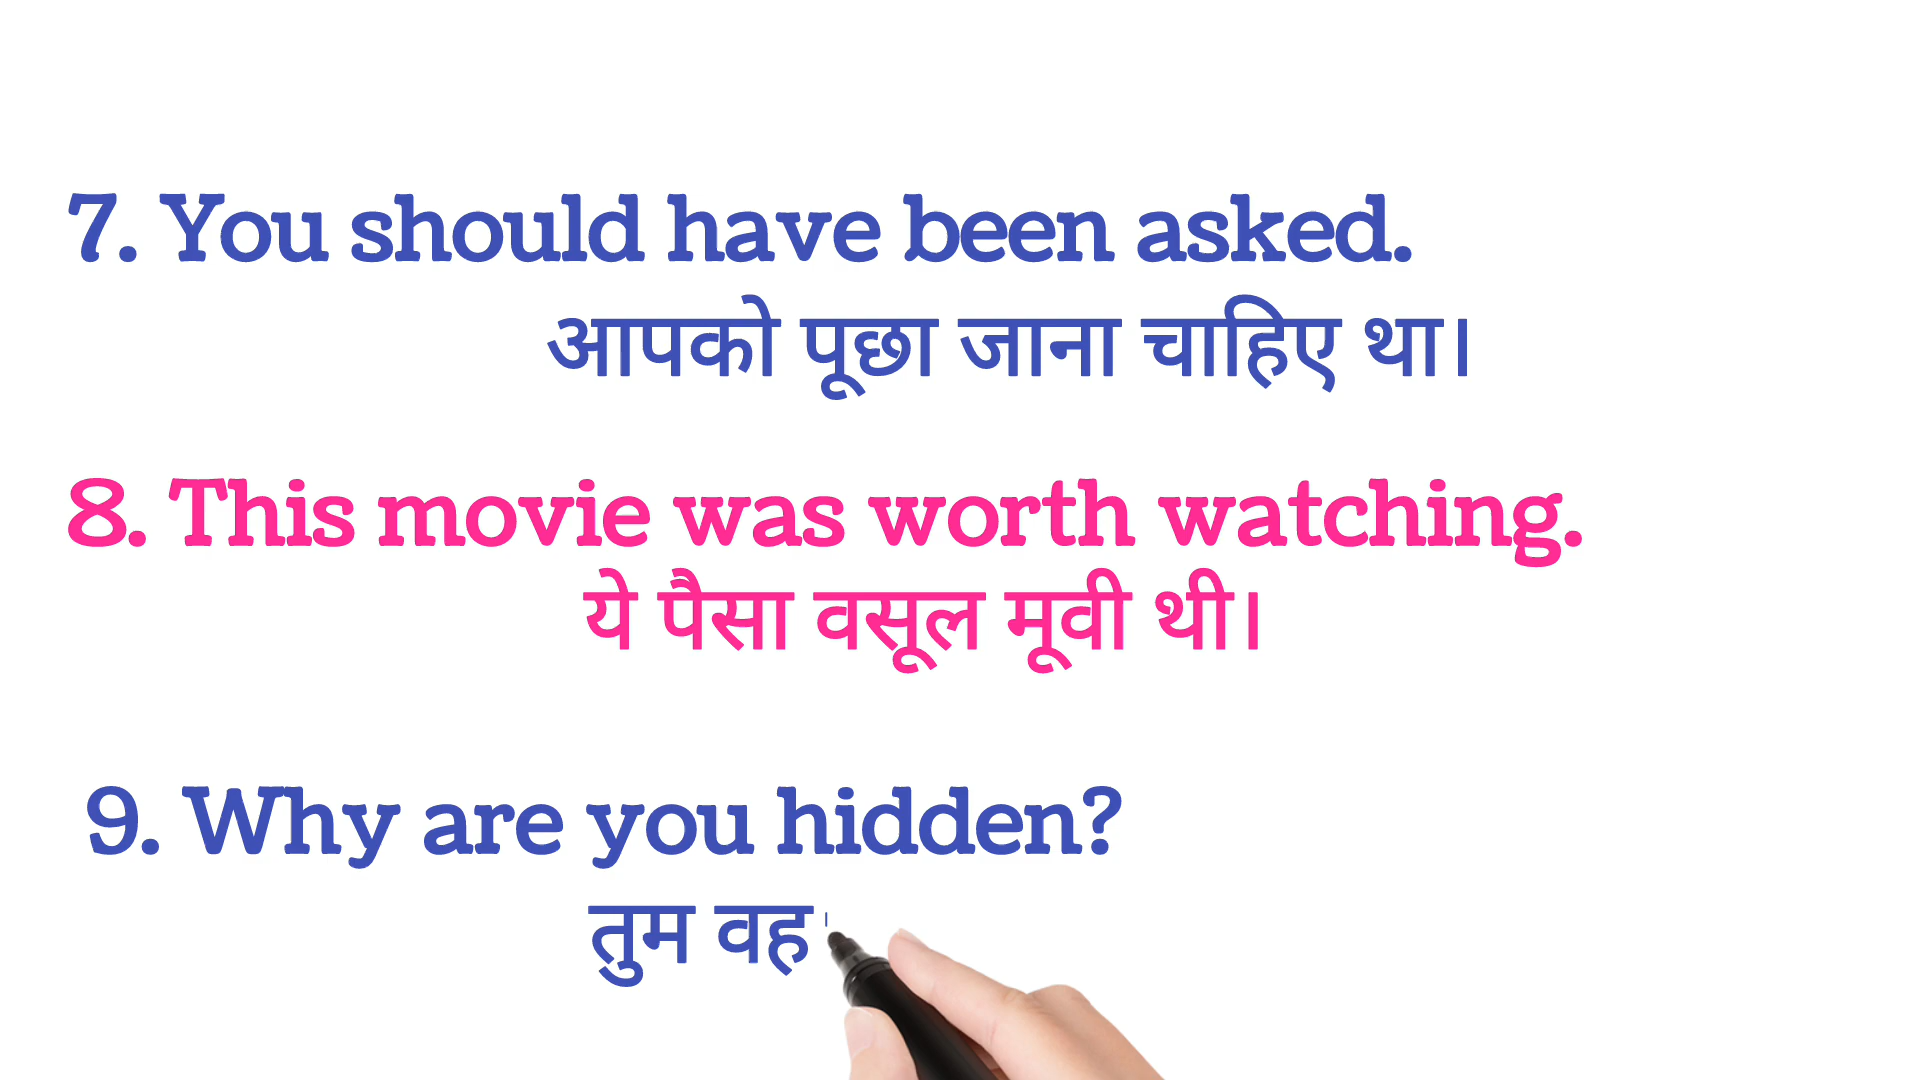 7. You should have been asked.
आपको पूछा जाना चाहिए था।
8. This movie was worth watching.
ये पैसा वसूल मूवी थी।
9. Why are you hidden?
तुम वह